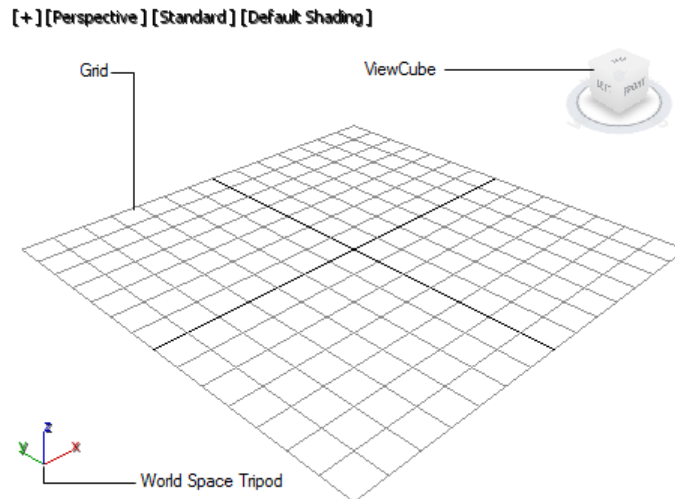 [+] [Perspective] [Standard] [Default Shading]
Grid
ViewCube
z
y
x
World Space Tripod